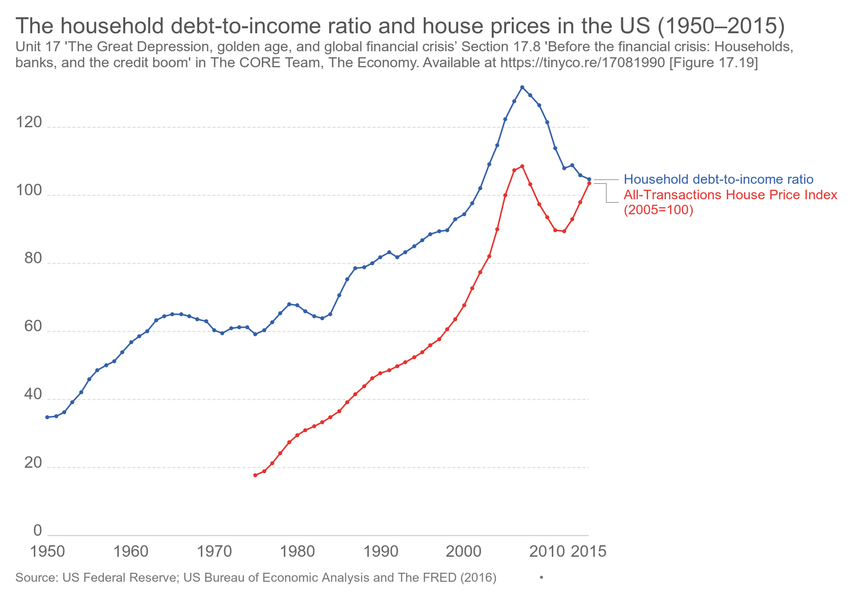 The household debt-to-income ratio and house prices in the US (1950–2015)
Unit 17 'The Great Depression, golden age, and global financial crisis’ Section 17.8 'Before the financial crisis: Households,
banks, and the credit boom' in The CORE Team, The Economy. Available at https://tinyco.re/17081990 [Figure 17.19]
120
100
80
60
40
20
0
Household debt-to-income ratio
All-Transactions House Price Index
(2005=100)
1950 1960 1970 1980 1990 2000 2010 2015
Source: US Federal Reserve; US Bureau of Economic Analysis and The FRED (2016) •